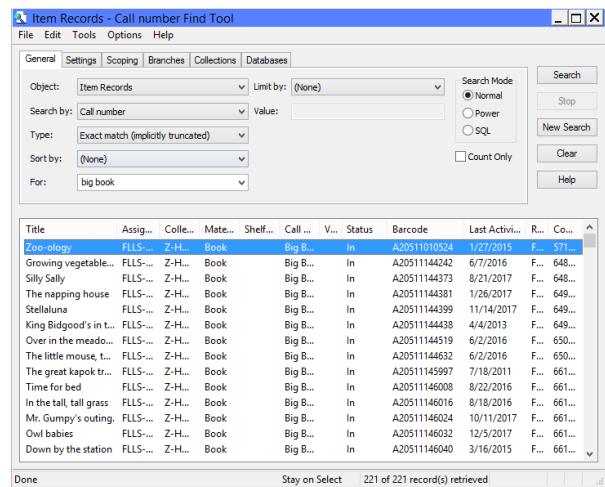 Item Records - Call number Find Tool
File Edit Tools Options Help
General Settings Scoping Branches Collections Databases
Object: Item Records Limit by: (None) Search Mode Search
Search by: Call number Value: Normal Stop
Type: Exact match (implicitly truncated) Power New Search
Sort by: (None) SQL Clear
For: big book Count Only Help
Title Assig... Colle... Mate... Shelf... Call ... V... Status Barcode Last Activi... R... Co...
Zoo-ology FLLS-... Z-H... Book Big B... In A20511010524 1/27/2015 F... 571...
Growing vegetable... FLLS-... Z-H... Book Big B... In A20511144242 6/7/2016 F... 648...
Silly Sally FLLS-... Z-H... Book Big B... In A20511144373 8/21/2017 F... 648...
The napping house FLLS-... Z-H... Book Big B... In A20511144381 1/26/2017 F... 649...
Stellaluna FLLS-... Z-H... Book Big B... In A20511144399 11/14/2017 F... 649...
King Bidgood's in t... FLLS-... Z-H... Book Big B... In A20511144438 4/4/2013 F... 649...
Over in the meado... FLLS-... Z-H... Book Big B... In A20511144519 6/2/2016 F... 650...
The little mouse, t... FLLS-... Z-H... Book Big B... In A20511144632 6/2/2016 F... 650...
The great kapok tr... FLLS-... Z-H... Book Big B... In A20511145997 7/18/2011 F... 661...
Time for bed FLLS-... Z-H... Book Big B... In A20511146008 8/22/2016 F... 661...
In the tall, tall grass FLLS-... Z-H... Book Big B... In A20511146016 8/18/2016 F... 661...
Mr. Gumpy's outing. FLLS-... Z-H... Book Big B... In A20511146024 10/11/2017 F... 661...
Owl babies FLLS-... Z-H... Book Big B... In A20511146032 12/5/2017 F... 661...
Down by the station FLLS-... Z-H... Book Big B... In A20511146040 3/16/2015 F... 661...
Done Stay on Select 221 of 221 record(s) retrieved